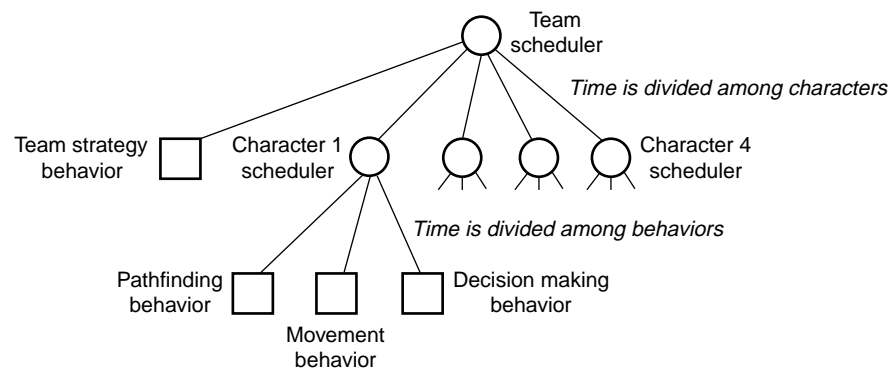 Team
scheduler
Time is divided among characters
Team strategy
behavior
Character 1
scheduler
Character 4
scheduler
Time is divided among behaviors
Pathfinding
behavior
Decision making
behavior
Movement
behavior